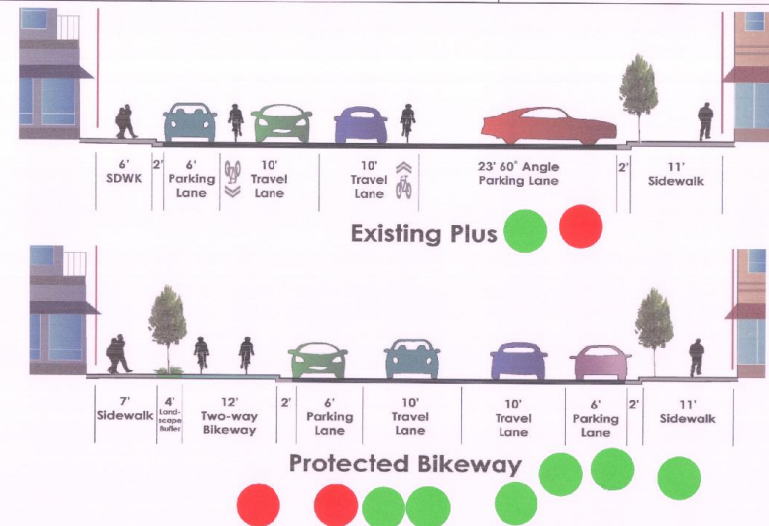 6' SDWK
2'
6' Parking Lane
10' Travel Lane
10' Travel Lane
23' 60° Angle Parking Lane
2'
11' Sidewalk
Existing Plus
7' Sidewalk
4' Land-scape Buffer
12' Two-way Bikeway
2'
6' Parking Lane
10' Travel Lane
10' Travel Lane
6' Parking Lane
2'
11' Sidewalk
Protected Bikeway